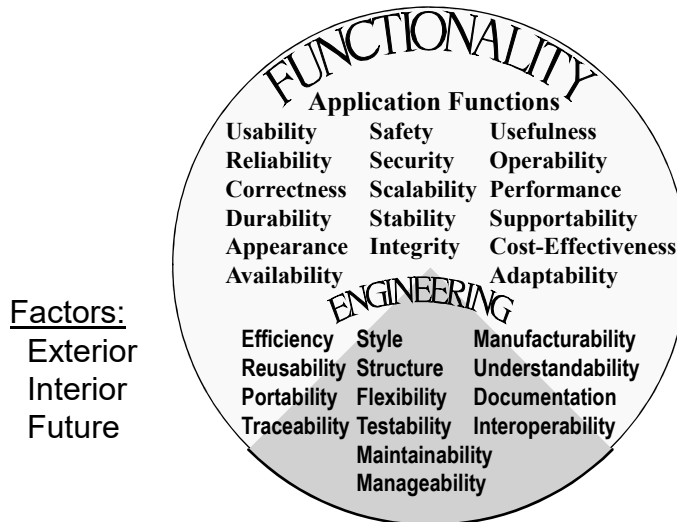 FUNCTIONALITY
Application Functions
Usability Safety Usefulness
Reliability Security Operability
Correctness Scalability Performance
Durability Stability Supportability
Appearance Integrity Cost-Effectiveness
Availability Adaptability
ENGINEERING
Efficiency Style Manufacturability
Reusability Structure Understandability
Portability Flexibility Documentation
Traceability Testability Interoperability
Maintainability
Manageability
Factors:
Exterior
Interior
Future